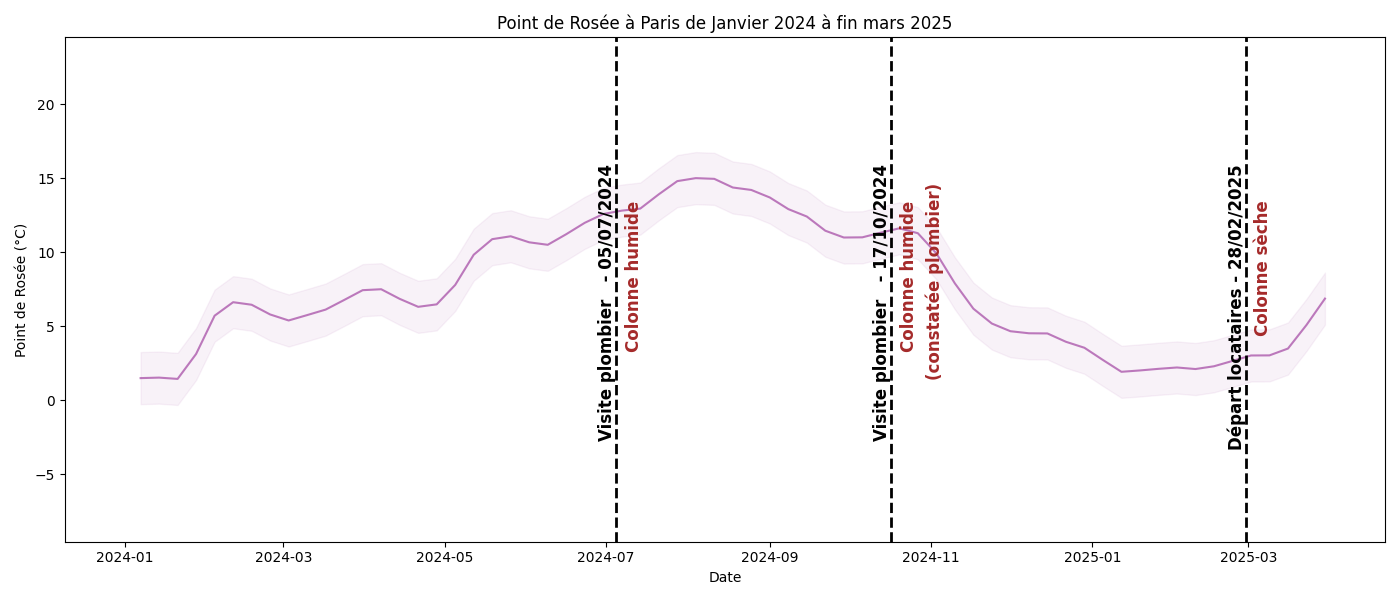 Point de Rosée à Paris de Janvier 2024 à fin mars 2025
Point de Rosée (°C)
20
15
10
5
0
−5
Visite plombier - 05/07/2024
Colonne humide
Visite plombier - 17/10/2024
Colonne humide
(constatée plombier)
Départ locataires - 28/02/2025
Colonne sèche
2024-01
2024-03
2024-05
2024-07
2024-09
2024-11
2025-01
2025-03
Date